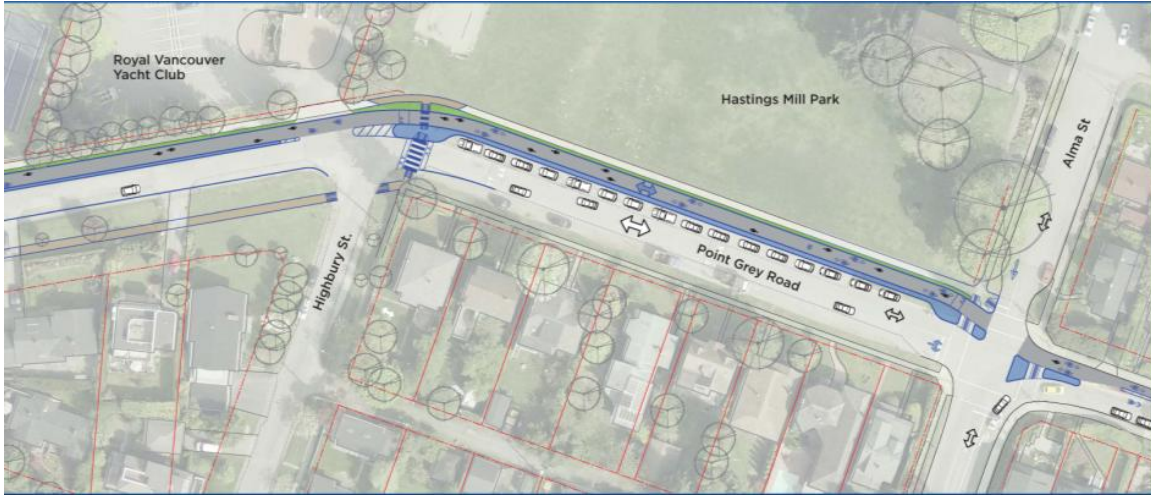 Royal Vancouver
Yacht Club
Hastings Mill Park
Alma St
Highbury St.
Point Grey Road